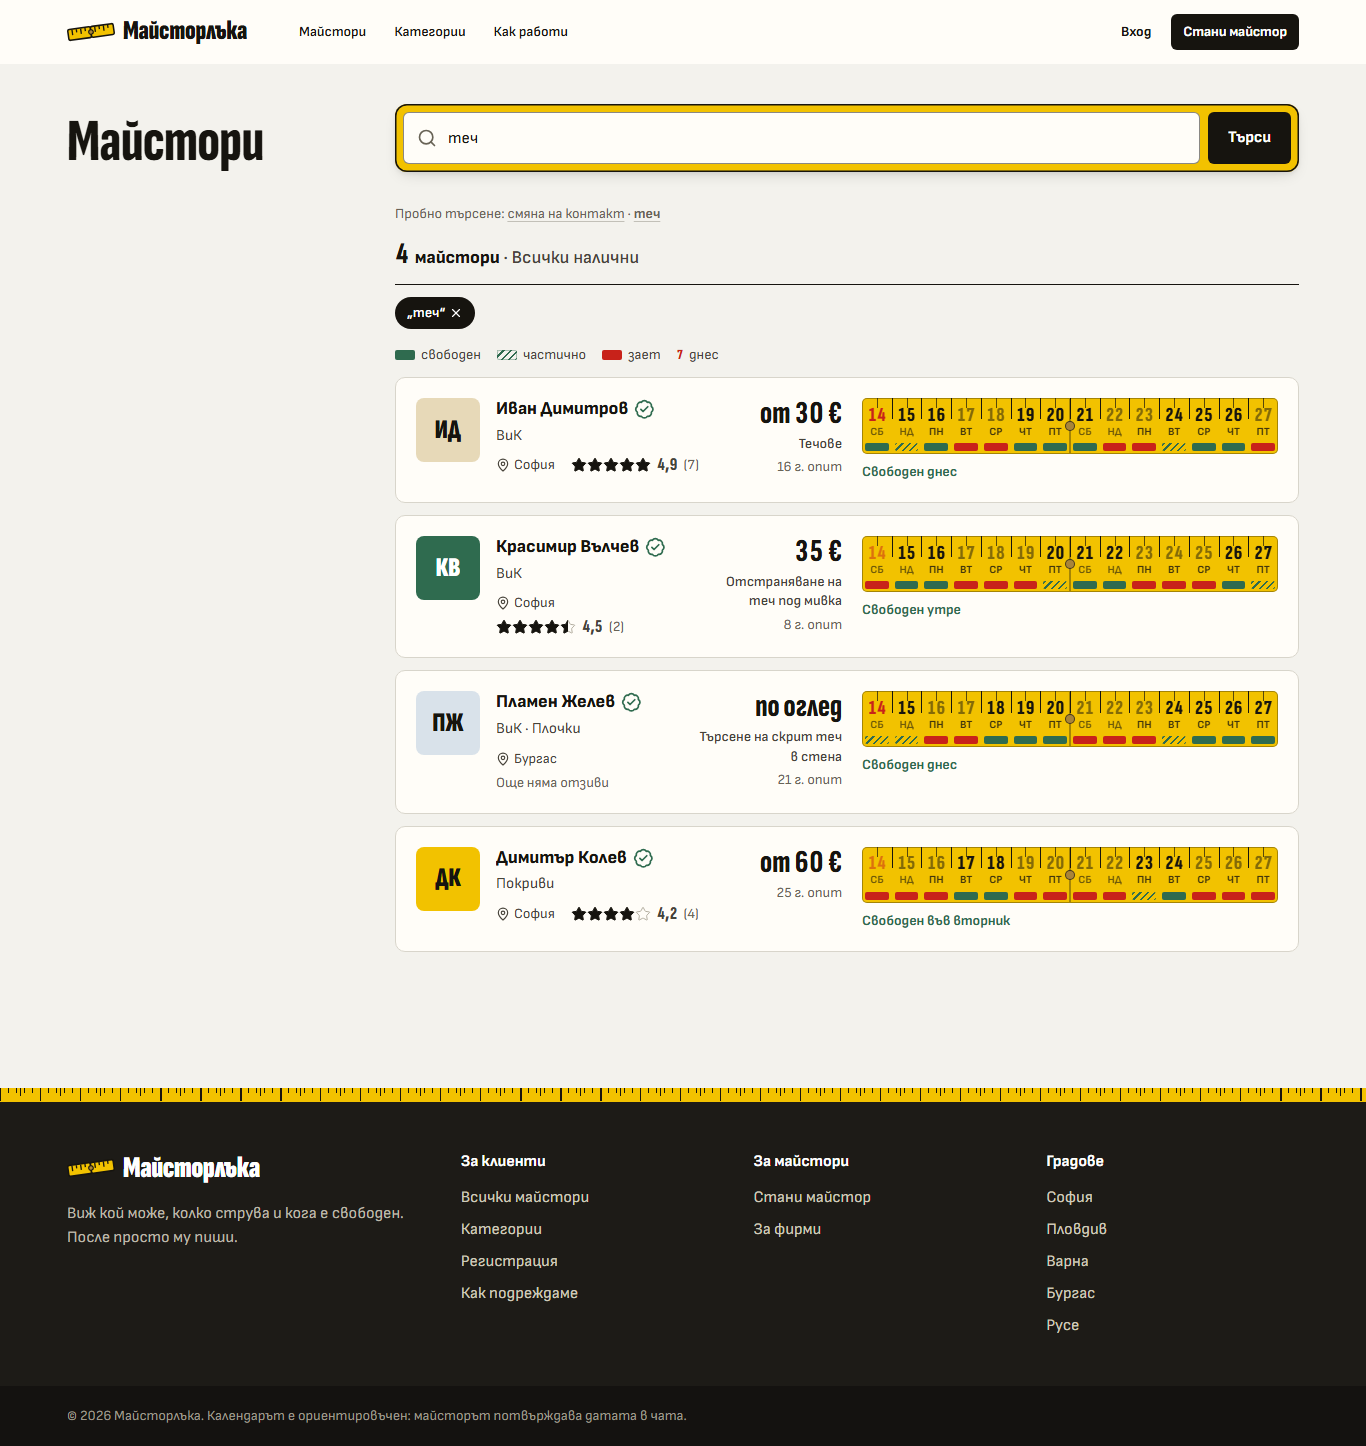 Майсторлъка
Майстори
Категории
Как работи
Вход
Стани майстор
Майстори
теч
Търси
Пробно търсене: смяна на контакт · теч
4 майстори · Всички налични
„теч“ ×
свободен
частично
зает
7 днес
ИД
Иван Димитров
ВиК
София
4,9 (7)
от 30 €
Течове
16 г. опит
14 15 16 17 18 19 20 21 22 23 24 25 26 27
СБ НД ПН ВТ СР ЧТ ПТ СБ НД ПН ВТ СР ЧТ ПТ
Свободен днес
КВ
Красимир Вълчев
ВиК
София
4,5 (2)
35 €
Отстраняване на
теч под мивка
8 г. опит
14 15 16 17 18 19 20 21 22 23 24 25 26 27
СБ НД ПН ВТ СР ЧТ ПТ СБ НД ПН ВТ СР ЧТ ПТ
Свободен утре
ПЖ
Пламен Желев
ВиК · Плочки
Бургас
Още няма отзиви
по оглед
Търсене на скрит теч
в стена
21 г. опит
14 15 16 17 18 19 20 21 22 23 24 25 26 27
СБ НД ПН ВТ СР ЧТ ПТ СБ НД ПН ВТ СР ЧТ ПТ
Свободен днес
ДК
Димитър Колев
Покриви
София
4,2 (4)
от 60 €
25 г. опит
14 15 16 17 18 19 20 21 22 23 24 25 26 27
СБ НД ПН ВТ СР ЧТ ПТ СБ НД ПН ВТ СР ЧТ ПТ
Свободен във вторник
Майсторлъка
Виж кой може, колко струва и кога е свободен.
После просто му пиши.
За клиенти
Всички майстори
Категории
Регистрация
Как подреждаме
За майстори
Стани майстор
За фирми
Градове
София
Пловдив
Варна
Бургас
Русе
© 2026 Майсторлъка. Календарът е ориентировъчен: майсторът потвърждава датата в чата.